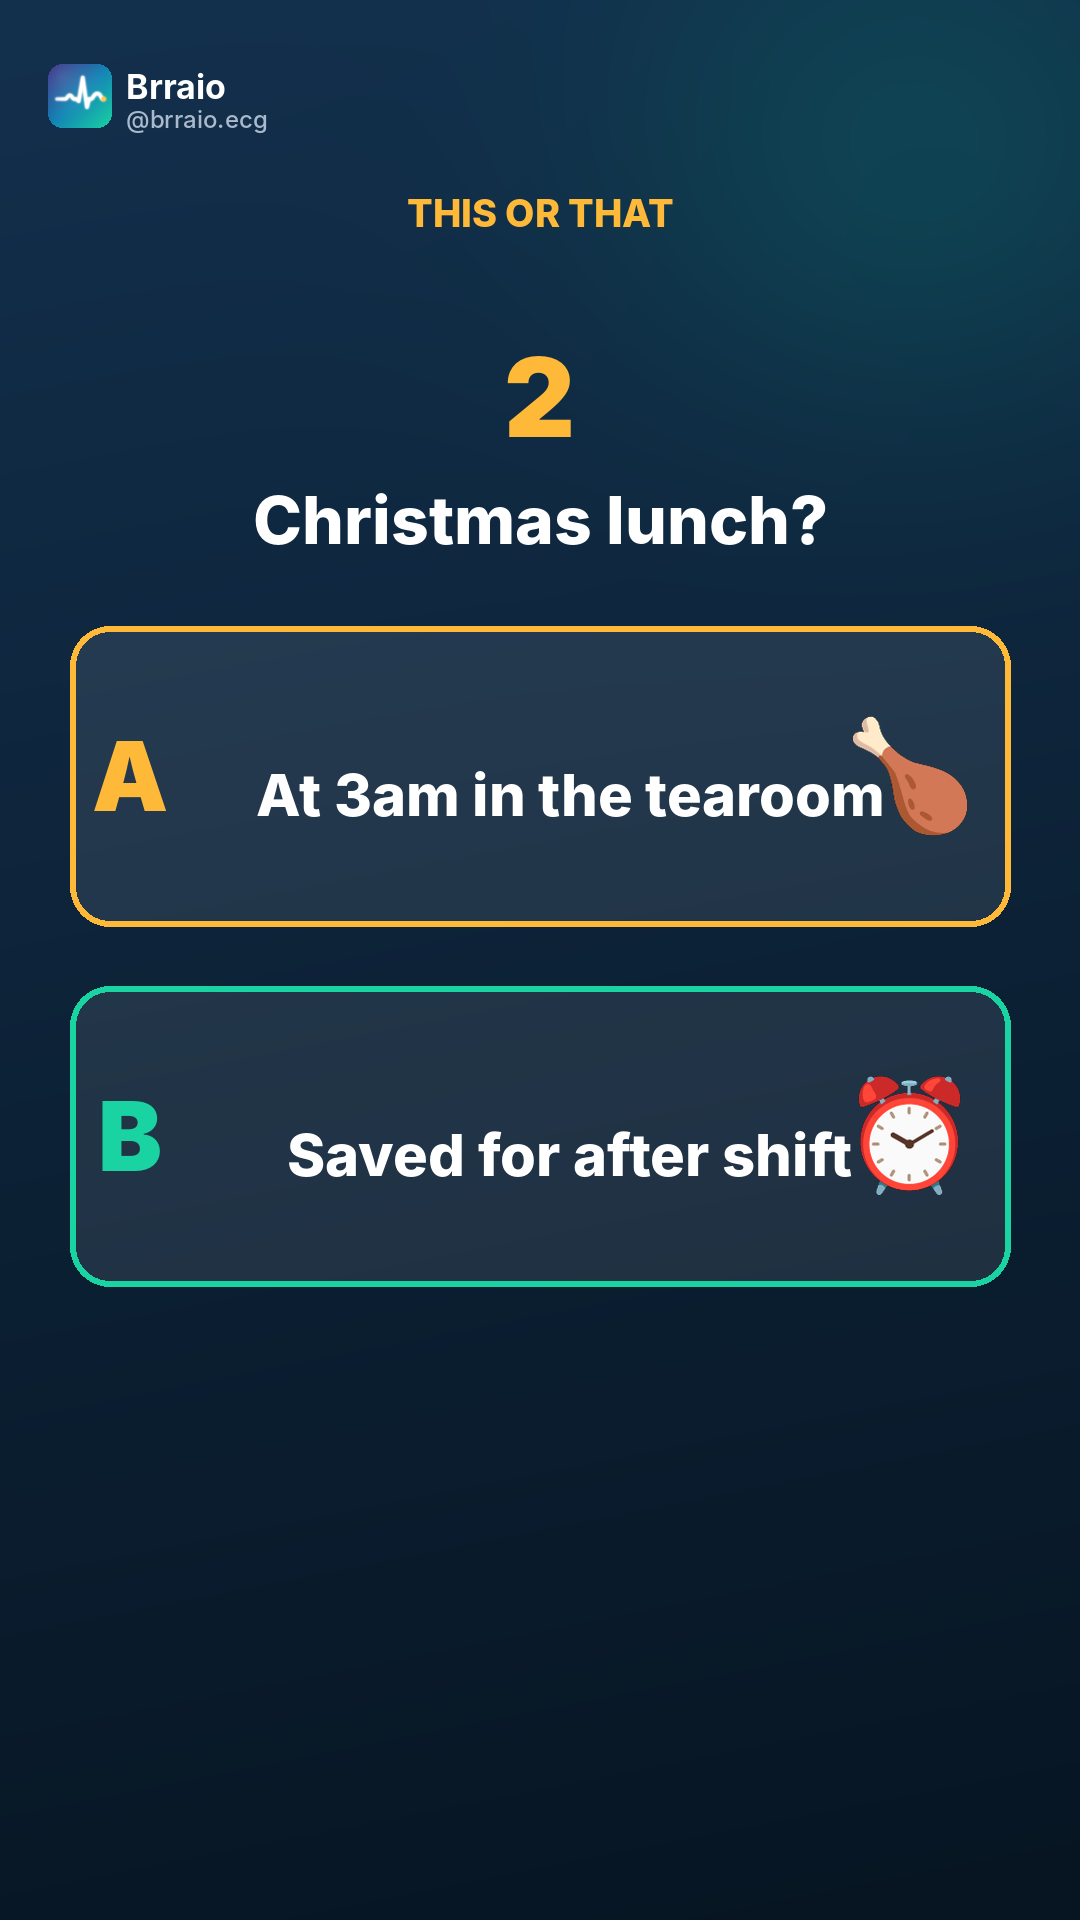 Brraio
@brraio.ecg
THIS OR THAT
2
Christmas lunch?
A
At 3am in the tearoom
B
Saved for after shift